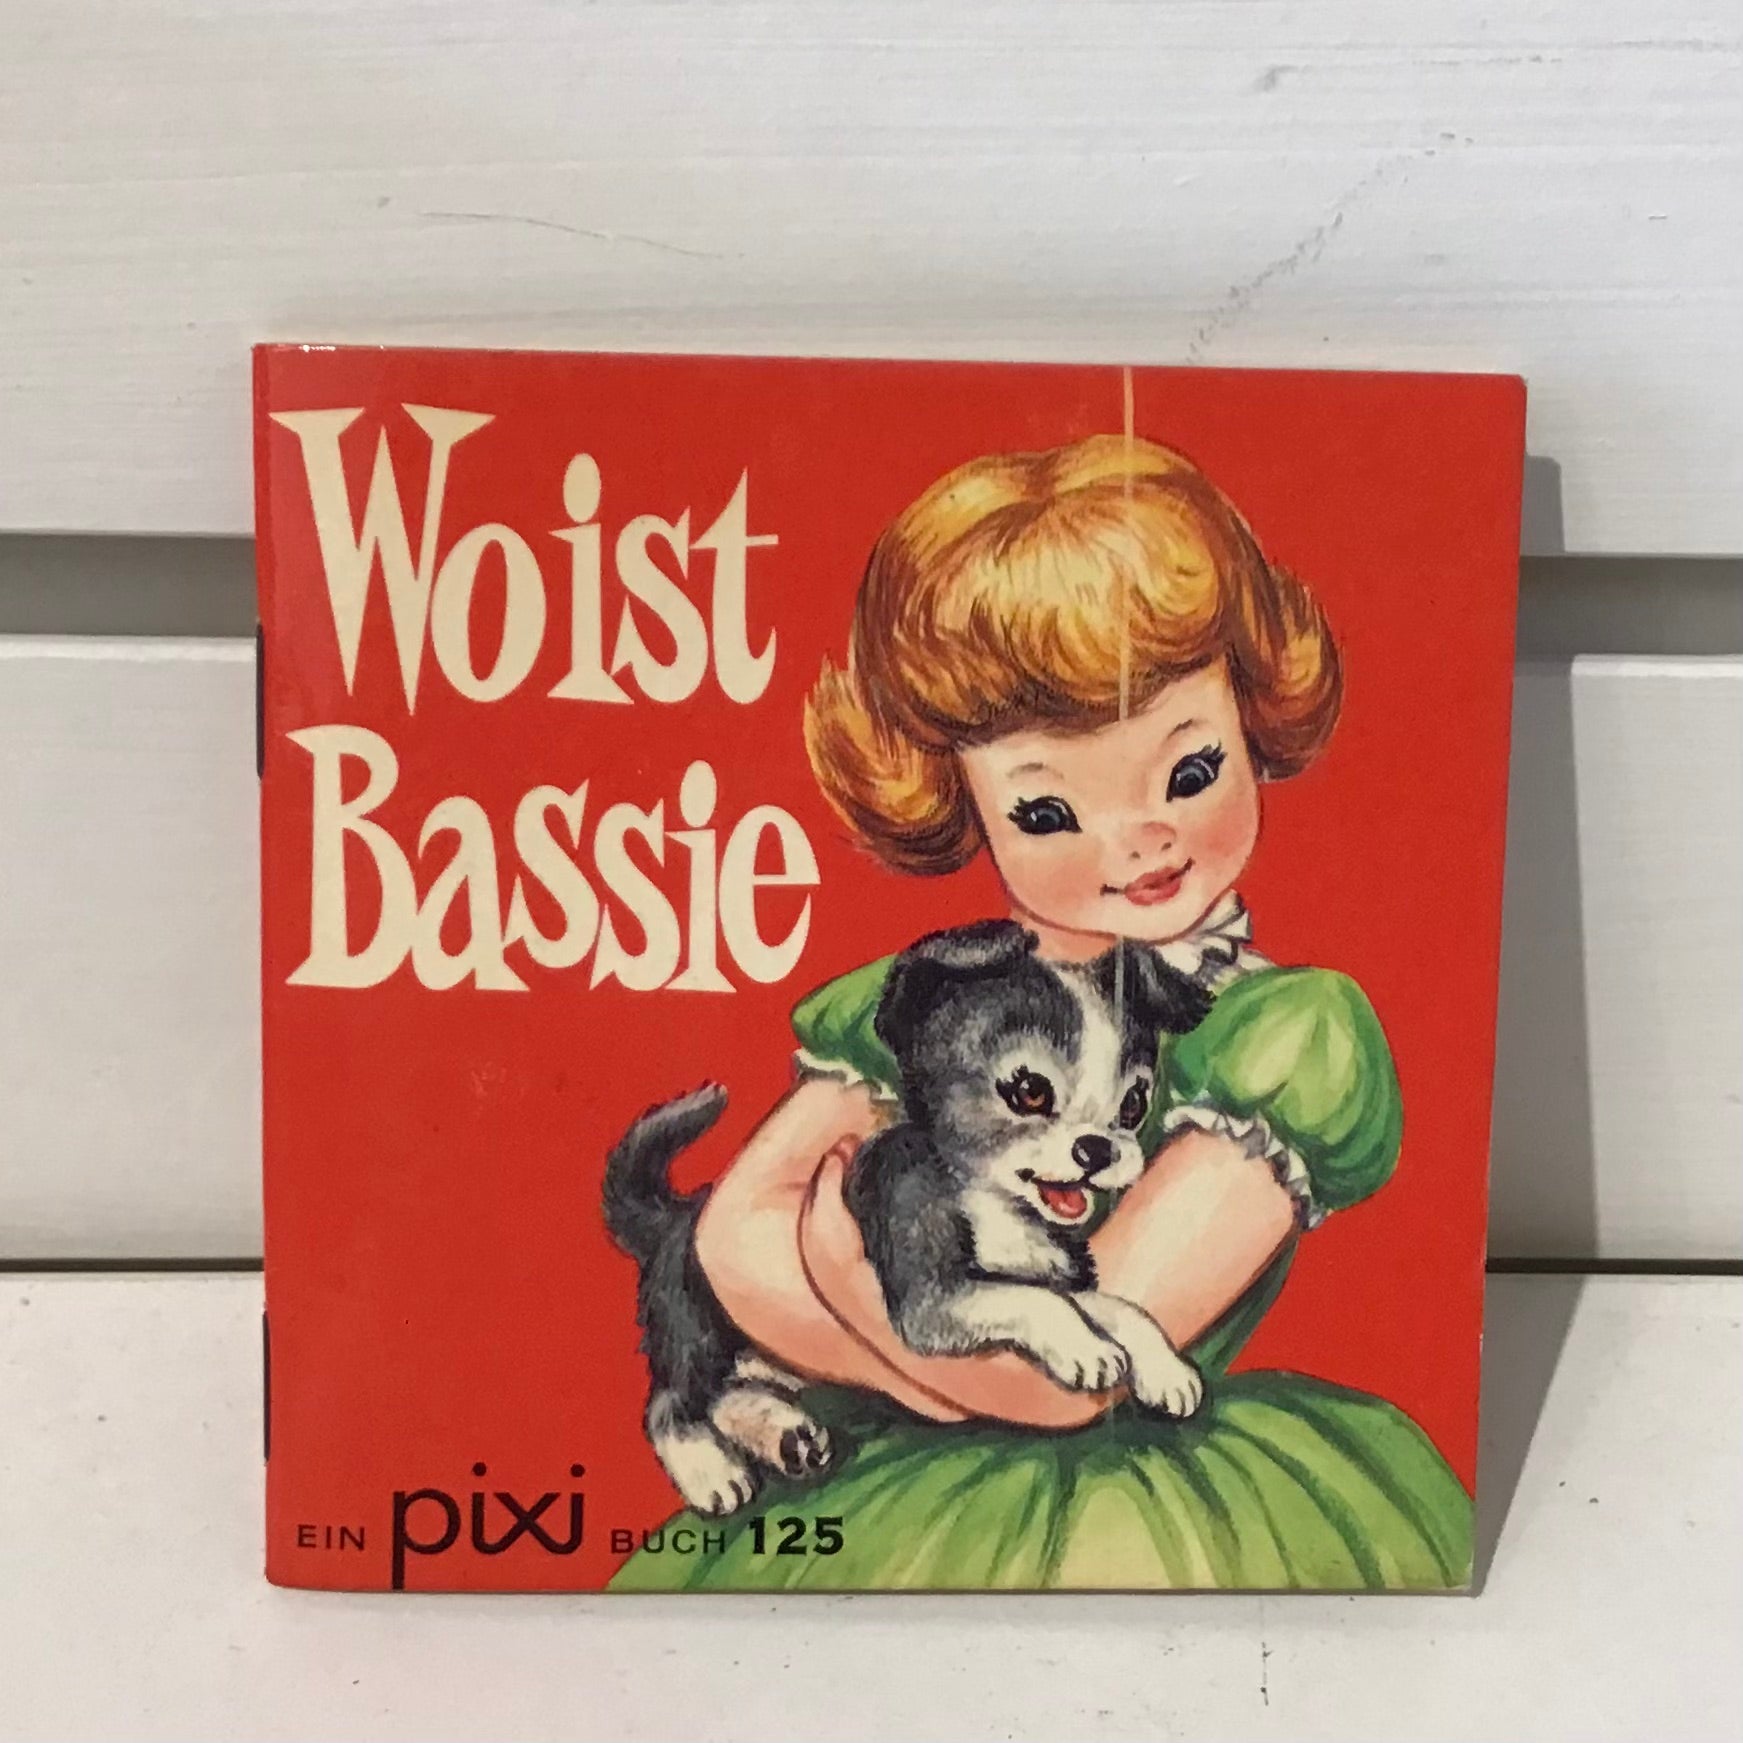 Wo ist
Bassie
EIN pixi BUCH 125